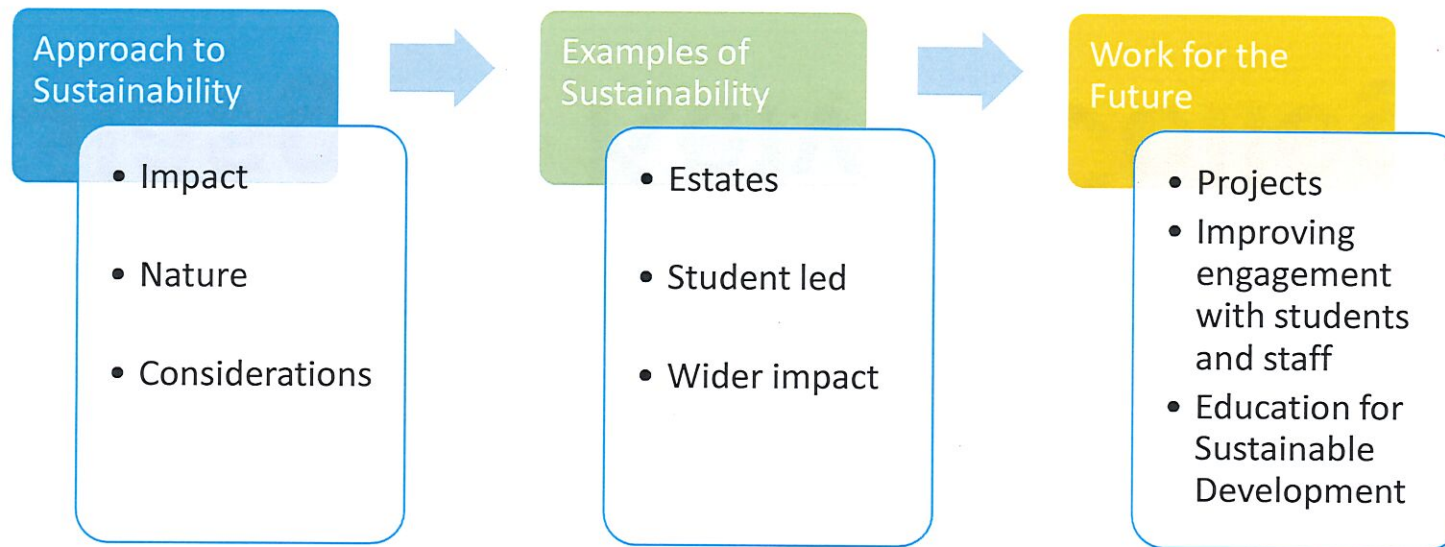 Approach to
Sustainability
• Impact
• Nature
• Considerations
Examples of
Sustainability
• Estates
• Student led
• Wider impact
Work for the
Future
• Projects
• Improving
engagement
with students
and staff
• Education for
Sustainable
Development